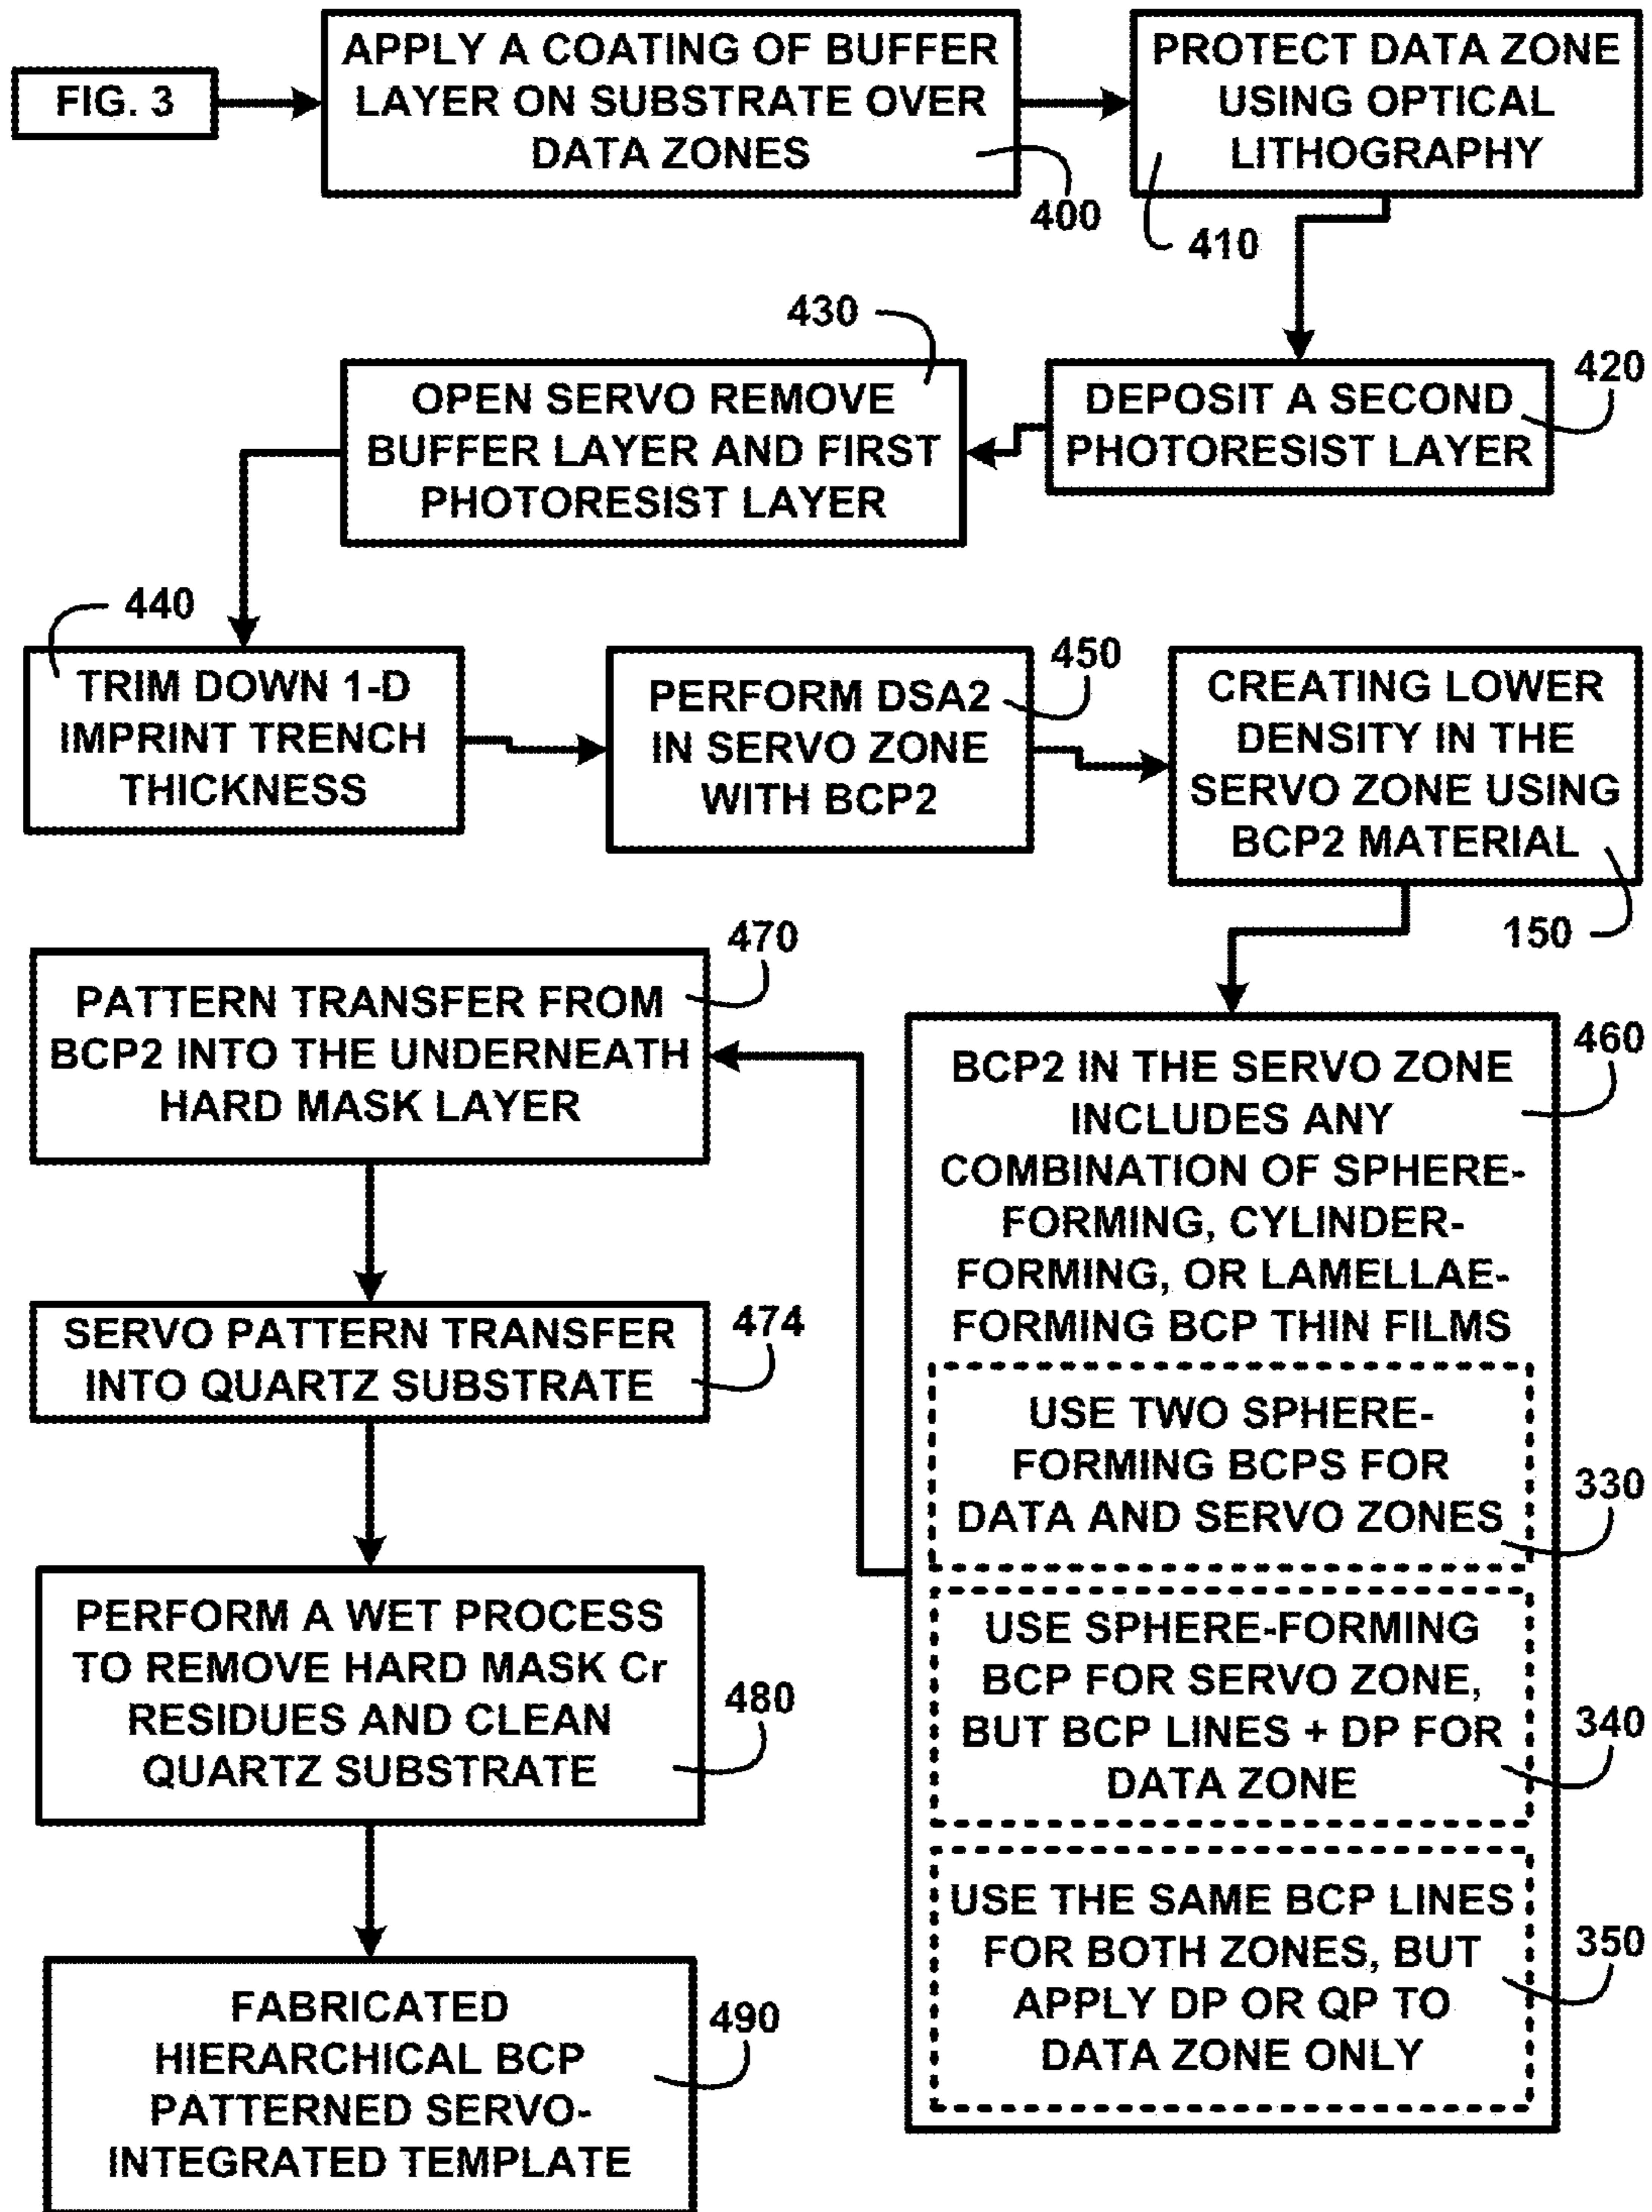 FIG. 3
APPLY A COATING OF BUFFER
LAYER ON SUBSTRATE OVER
DATA ZONES
400
PROTECT DATA ZONE
USING OPTICAL
LITHOGRAPHY
410
DEPOSIT A SECOND
PHOTORESIST LAYER
420
OPEN SERVO REMOVE
BUFFER LAYER AND FIRST
PHOTORESIST LAYER
430
TRIM DOWN 1-D
IMPRINT TRENCH
THICKNESS
440
PERFORM DSA2
IN SERVO ZONE
WITH BCP2
450
CREATING LOWER
DENSITY IN THE
SERVO ZONE USING
BCP2 MATERIAL
150
BCP2 IN THE SERVO ZONE
INCLUDES ANY
COMBINATION OF SPHERE-
FORMING, CYLINDER-
FORMING, OR LAMELLAE-
FORMING BCP THIN FILMS
460
USE TWO SPHERE-
FORMING BCPS FOR
DATA AND SERVO ZONES
330
USE SPHERE-FORMING
BCP FOR SERVO ZONE,
BUT BCP LINES + DP FOR
DATA ZONE
340
USE THE SAME BCP LINES
FOR BOTH ZONES, BUT
APPLY DP OR QP TO
DATA ZONE ONLY
350
PATTERN TRANSFER FROM
BCP2 INTO THE UNDERNEATH
HARD MASK LAYER
470
SERVO PATTERN TRANSFER
INTO QUARTZ SUBSTRATE
474
PERFORM A WET PROCESS
TO REMOVE HARD MASK Cr
RESIDUES AND CLEAN
QUARTZ SUBSTRATE
480
FABRICATED
HIERARCHICAL BCP
PATTERNED SERVO-
INTEGRATED TEMPLATE
490